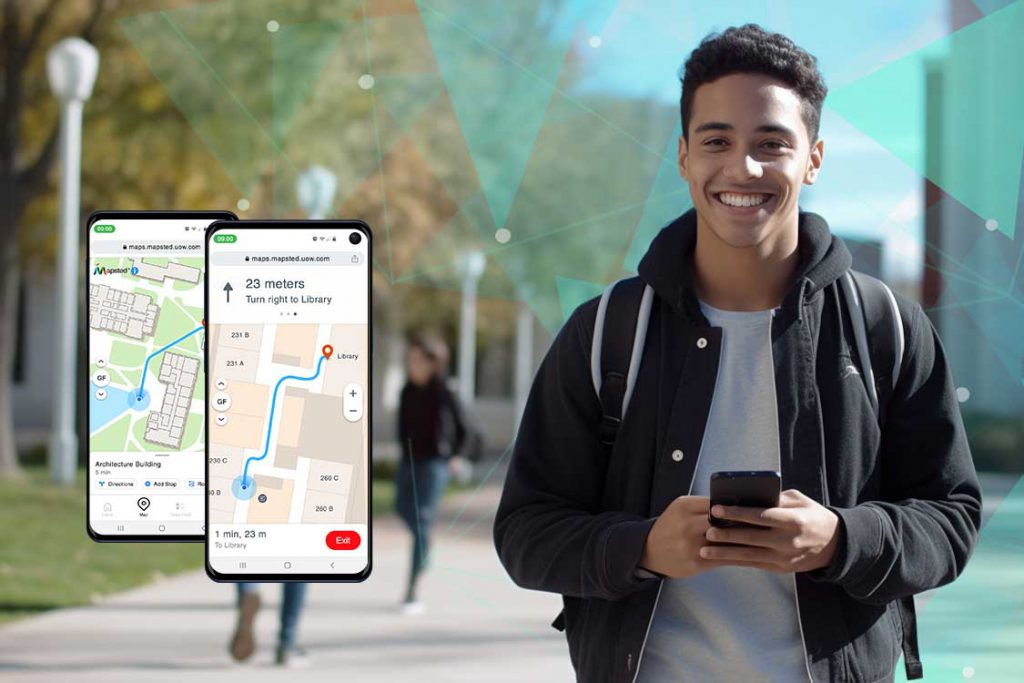 09:00
maps.mapsted.uow.com
Mapsted
GF
Architecture Building
5 min
Directions
Add Stop
Map
09:00
maps.mapsted.uow.com
23 meters
Turn right to Library
231 B
231 A
Library
GF
+
−
230 C
260 C
260 E
260 B
1 min, 23 m
To Library
Exit